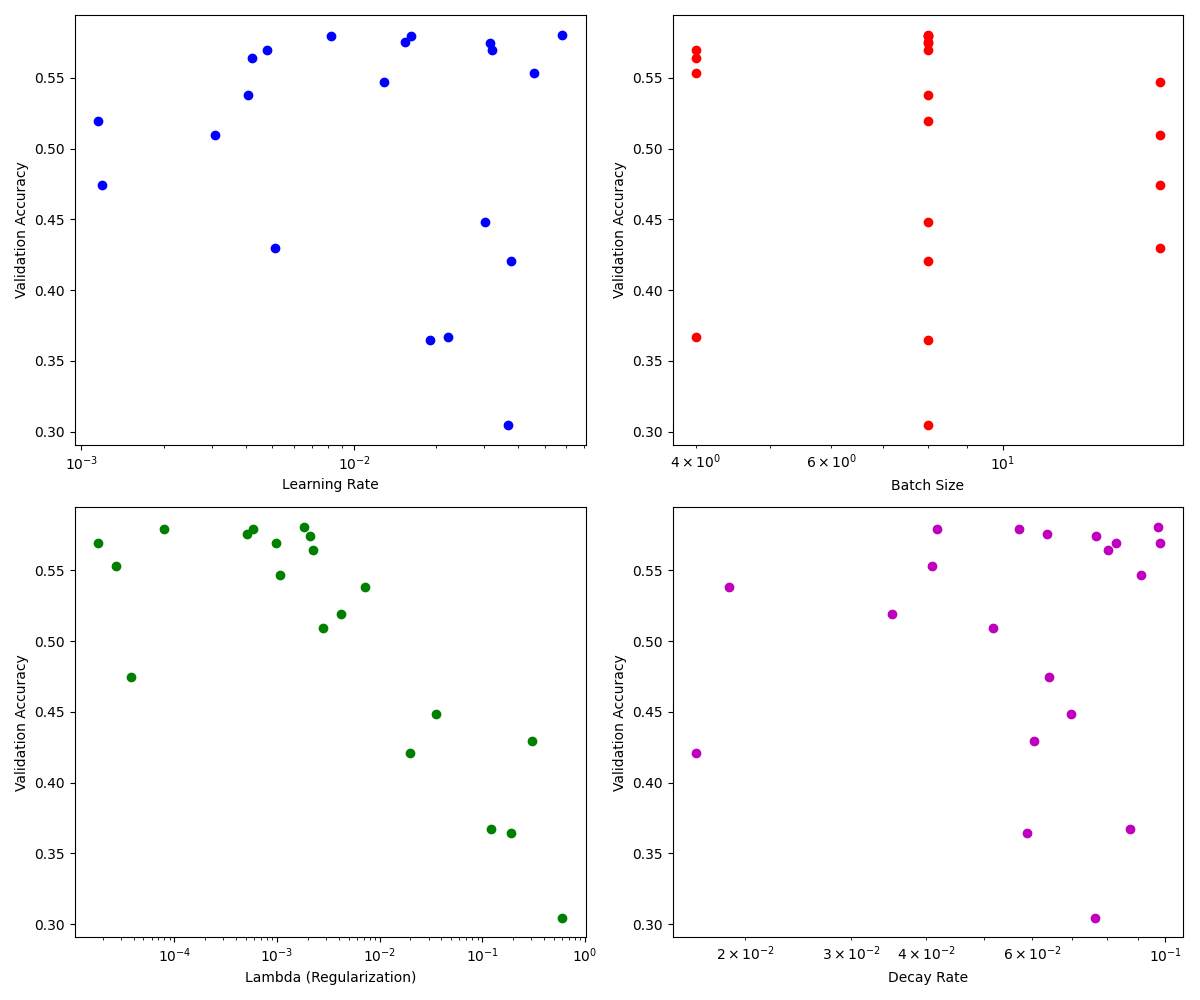 Validation Accuracy
0.55
0.50
0.45
0.40
0.35
0.30
10⁻³
10⁻²
Learning Rate
Validation Accuracy
0.55
0.50
0.45
0.40
0.35
0.30
4 × 10⁰
6 × 10⁰
10¹
Batch Size
Validation Accuracy
0.55
0.50
0.45
0.40
0.35
0.30
10⁻⁴
10⁻³
10⁻²
10⁻¹
10⁰
Lambda (Regularization)
Validation Accuracy
0.55
0.50
0.45
0.40
0.35
0.30
2 × 10⁻²
3 × 10⁻²
4 × 10⁻²
6 × 10⁻²
10⁻¹
Decay Rate